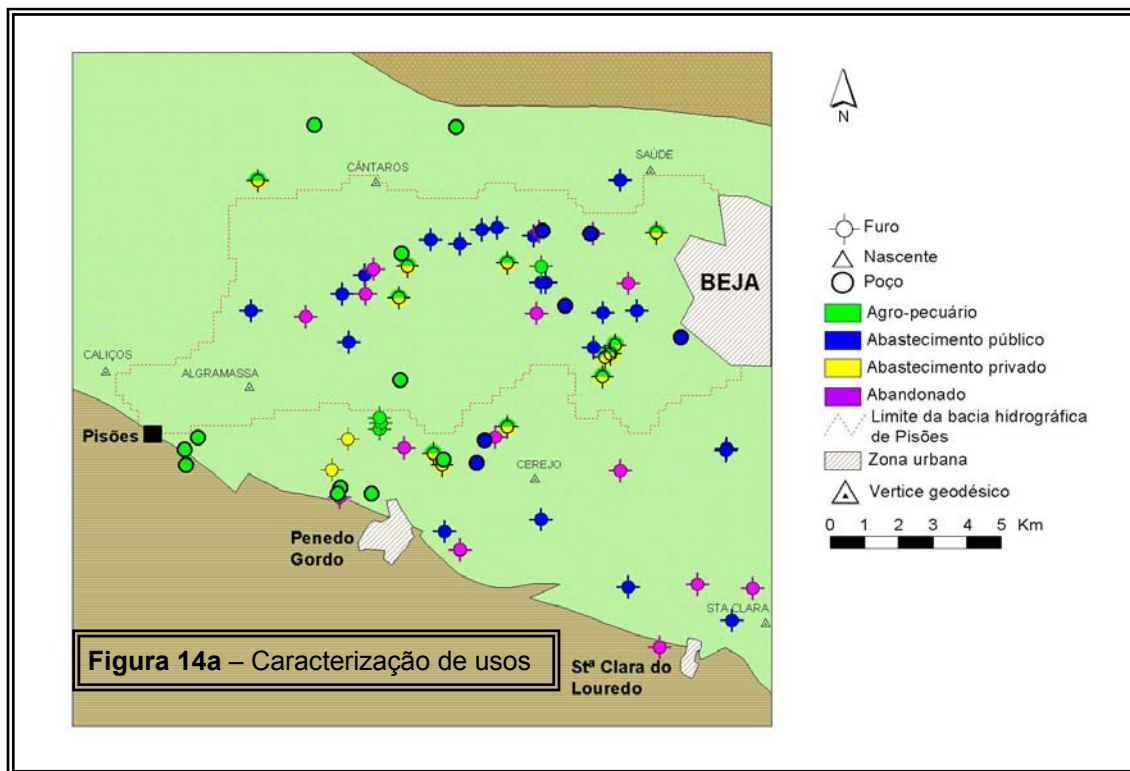 SAÚDE
CÂNTAROS
BEJA
CALIÇOS
ALGRAMASSA
Pisões
CEREJO
Penedo
Gordo
STA CLARA
Stª Clara do
Louredo
Figura 14a – Caracterização de usos
N
Furo
Nascente
Poço
Agro-pecuário
Abastecimento público
Abastecimento privado
Abandonado
Limite da bacia hidrográfica
de Pisões
Zona urbana
Vertice geodésico
0 1 2 3 4 5 Km